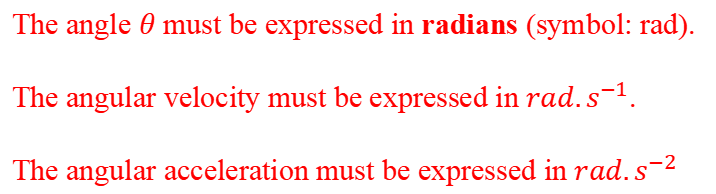 The angle θ must be expressed in radians (symbol: rad).
The angular velocity must be expressed in rad.s⁻¹.
The angular acceleration must be expressed in rad.s⁻²